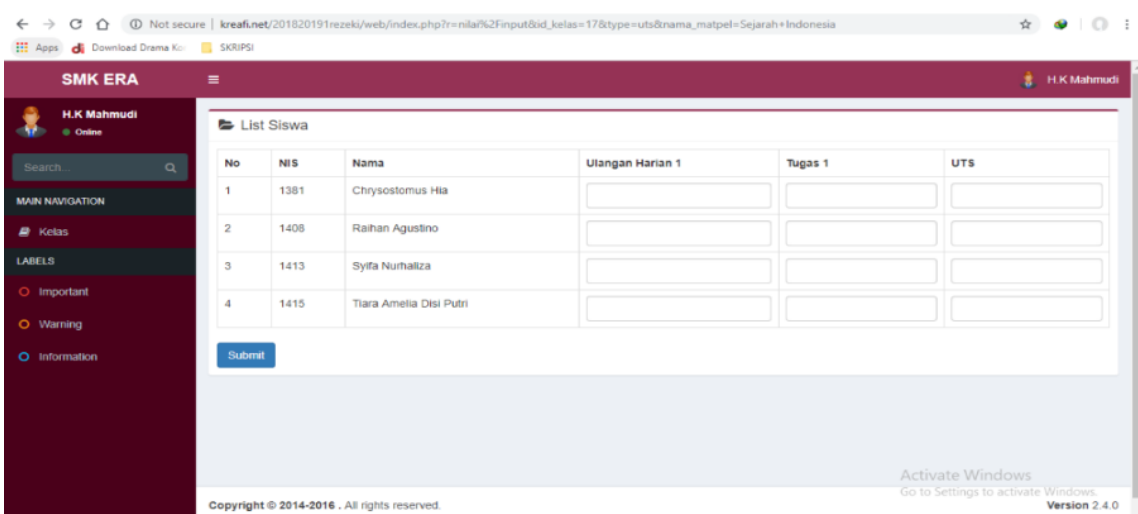 Not secure | kreafi.net/201820191rezeki/web/index.php?r=nilai%2Finput&id_kelas=17&type=uts&nama_matpel=Sejarah+Indonesia
Apps Download Drama Ko SKRIPSI
SMK ERA H.K Mahmudi
H.K Mahmudi
Online
Search...
MAIN NAVIGATION
Kelas
LABELS
Important
Warning
Information
List Siswa
No NIS Nama Ulangan Harian 1 Tugas 1 UTS
1 1381 Chrysostomus Hia
2 1408 Raihan Agustino
3 1413 Syifa Nurhaliza
4 1415 Tiara Amelia Disi Putri
Submit
Activate Windows
Go to Settings to activate Windows.
Copyright © 2014-2016 . All rights reserved. Version 2.4.0